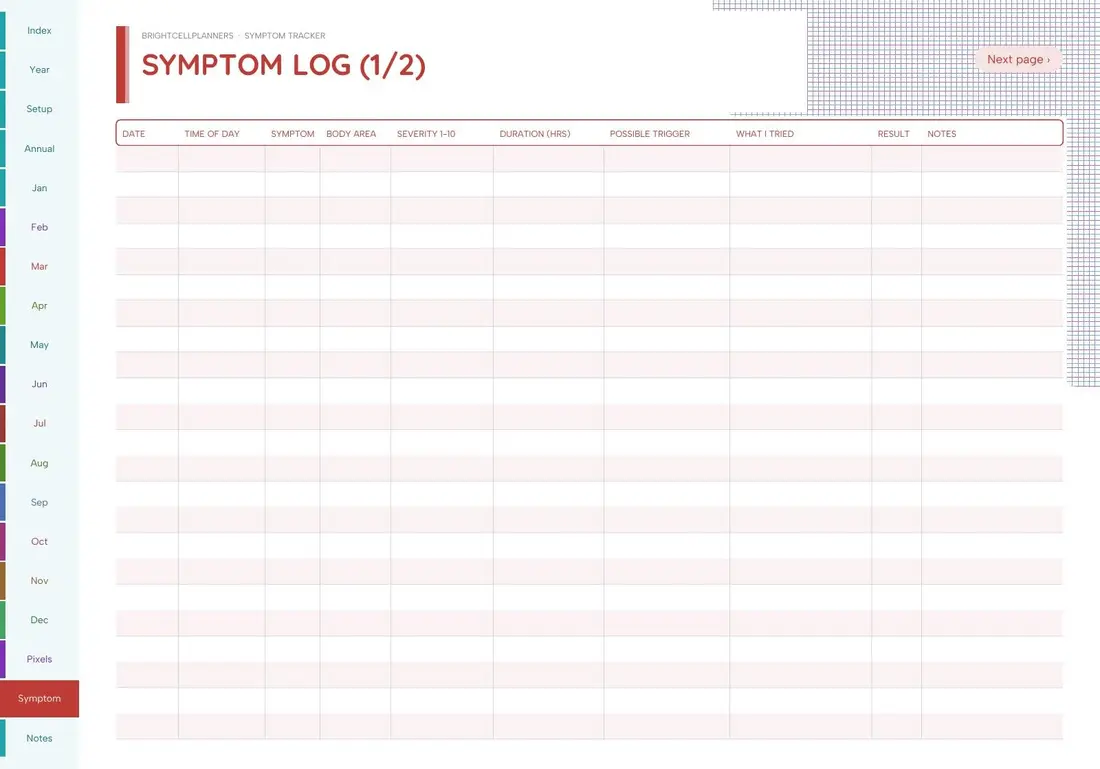 Index
Year
Setup
Annual
Jan
Feb
Mar
Apr
May
Jun
Jul
Aug
Sep
Oct
Nov
Dec
Pixels
Symptom
Notes
BRIGHTCELLPLANNERS · SYMPTOM TRACKER
SYMPTOM LOG (1/2)
Next page ›
DATE TIME OF DAY SYMPTOM BODY AREA SEVERITY 1-10 DURATION (HRS) POSSIBLE TRIGGER WHAT I TRIED RESULT NOTES